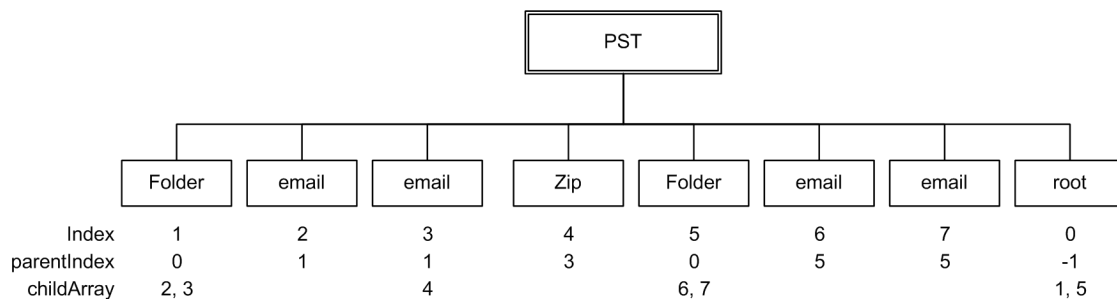 PST
Folder email email Zip Folder email email root
Index 1 2 3 4 5 6 7 0
parentIndex 0 1 1 3 0 5 5 -1
childArray 2, 3 4 6, 7 1, 5